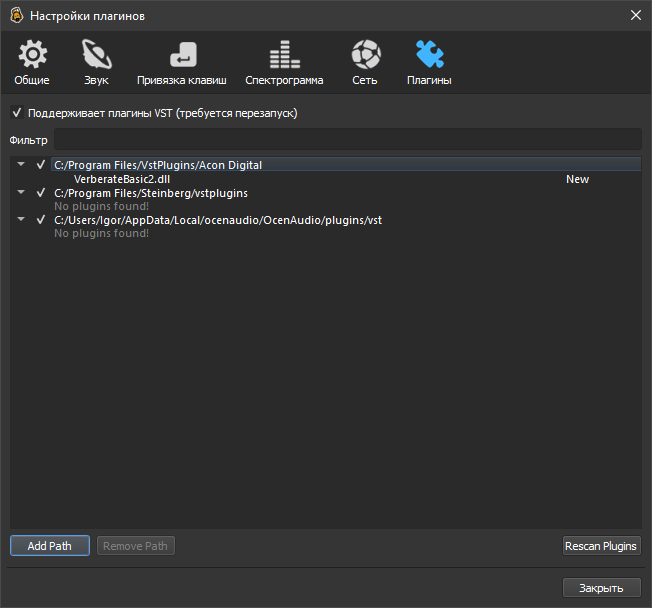 Настройки плагинов
Общие Звук Привязка клавиш Спектрограмма Сеть Плагины
Поддерживает плагины VST (требуется перезапуск)
Фильтр
C:/Program Files/VstPlugins/Acon Digital
VerberateBasic2.dll New
C:/Program Files/Steinberg/vstplugins
No plugins found!
C:/Users/Igor/AppData/Local/ocenaudio/OcenAudio/plugins/vst
No plugins found!
Add Path Remove Path Rescan Plugins
Закрыть